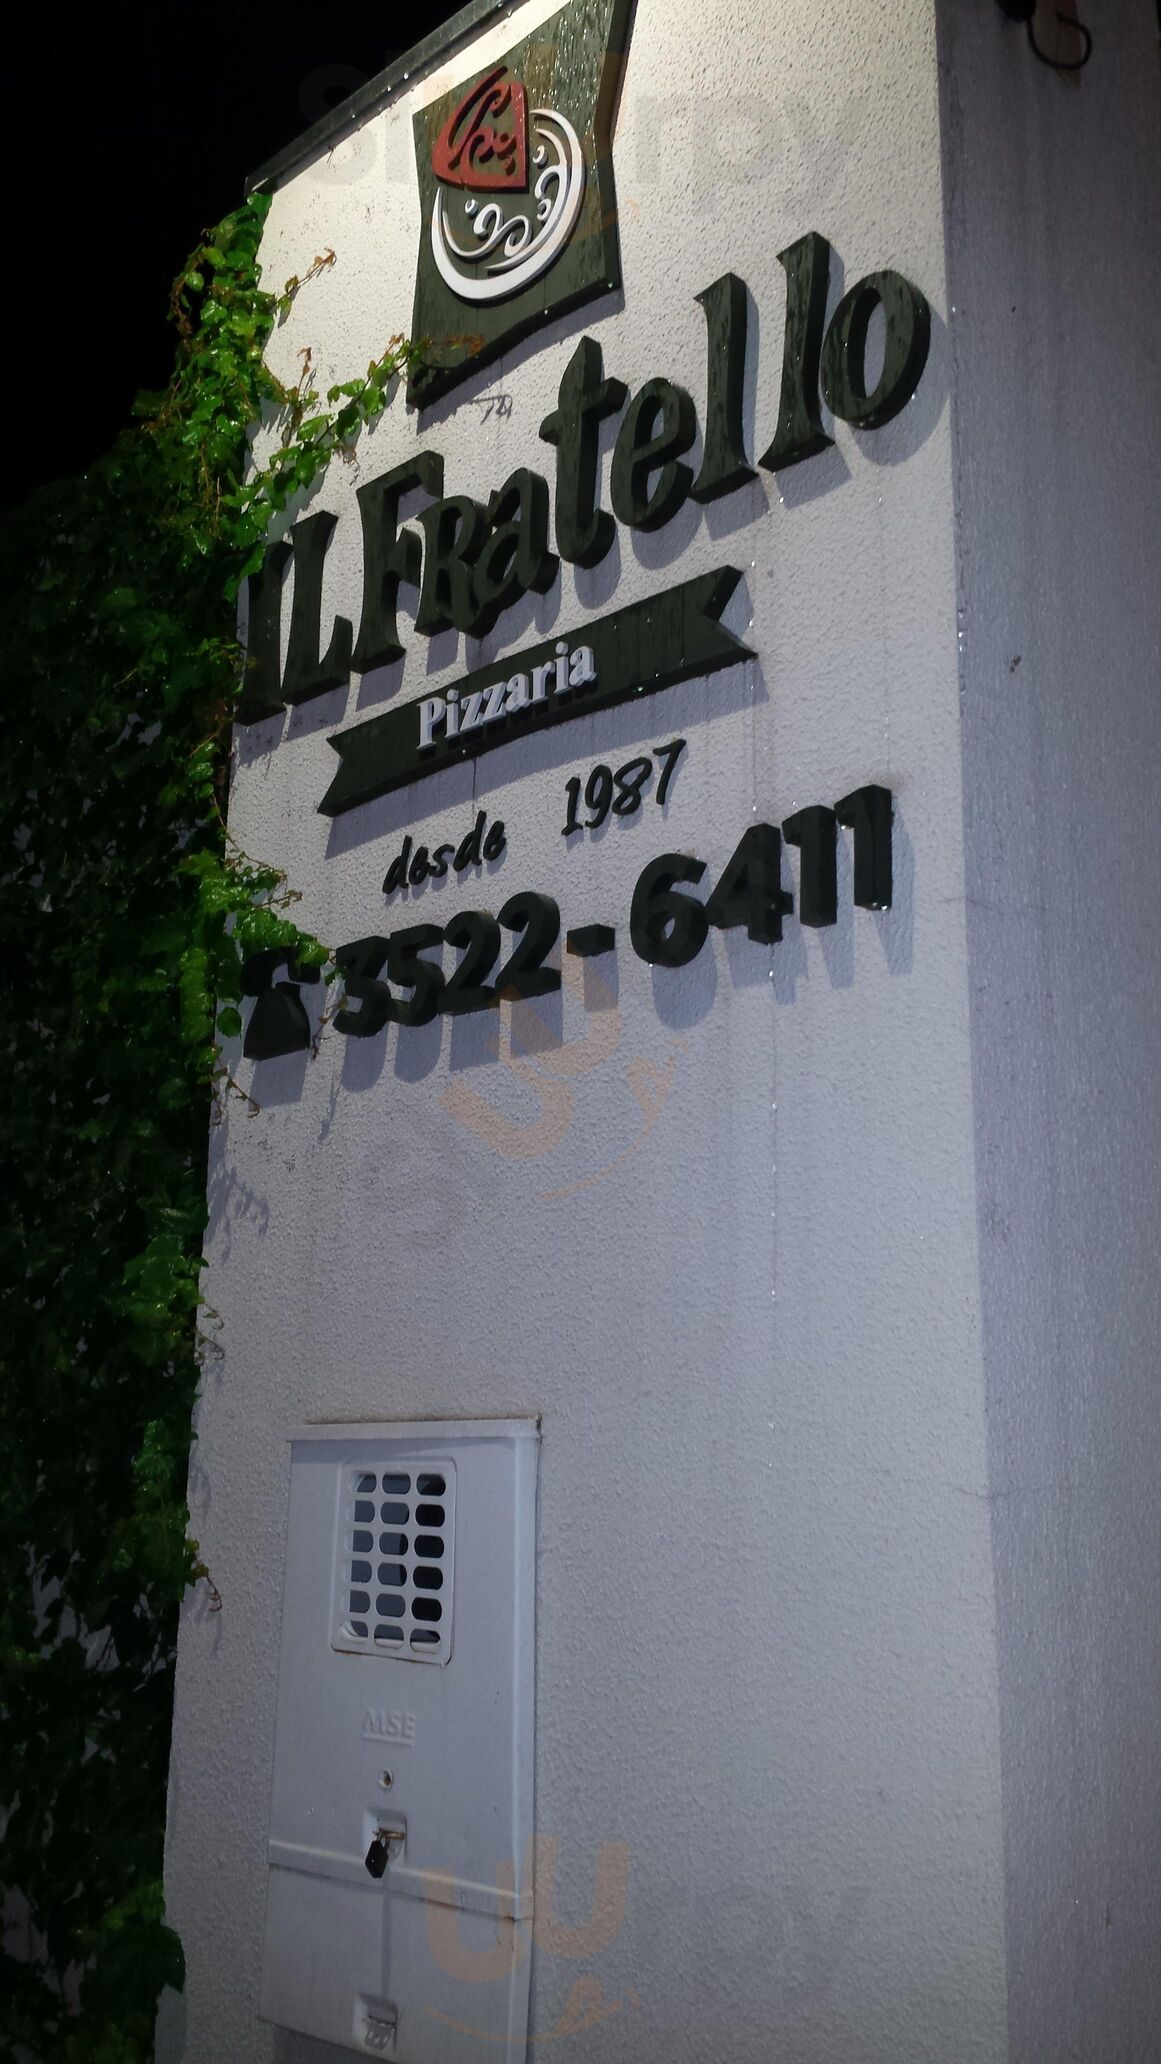 IL Fratello
Pizzaria
desde 1987
3522-6411
MSE